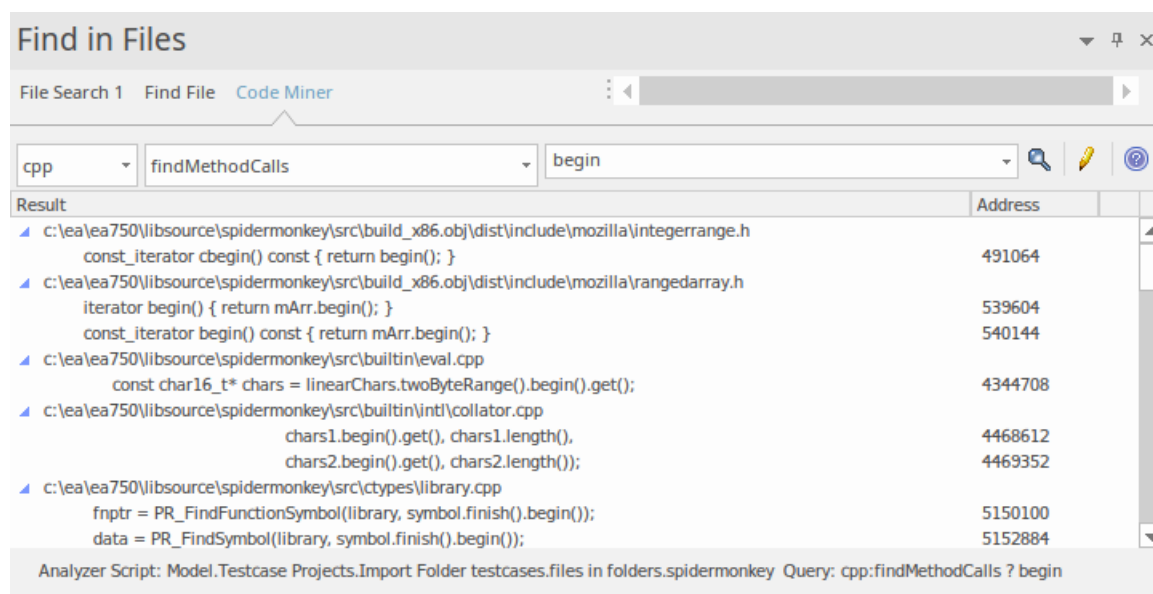 Find in Files
File Search 1 Find File Code Miner
cpp findMethodCalls begin
Result Address
c:\ea\ea750\libsource\spidermonkey\src\build_x86.obj\dist\include\mozilla\integerrange.h
const_iterator cbegin() const { return begin(); } 491064
c:\ea\ea750\libsource\spidermonkey\src\build_x86.obj\dist\include\mozilla\rangedarray.h
iterator begin() { return mArr.begin(); } 539604
const_iterator begin() const { return mArr.begin(); } 540144
c:\ea\ea750\libsource\spidermonkey\src\builtin\eval.cpp
const char16_t* chars = linearChars.twoByteRange().begin().get(); 4344708
c:\ea\ea750\libsource\spidermonkey\src\builtin\intl\collator.cpp
chars1.begin().get(), chars1.length(), 4468612
chars2.begin().get(), chars2.length()); 4469352
c:\ea\ea750\libsource\spidermonkey\src\ctypes\library.cpp
fnptr = PR_FindFunctionSymbol(library, symbol.finish().begin()); 5150100
data = PR_FindSymbol(library, symbol.finish().begin()); 5152884
Analyzer Script: Model.Testcase Projects.Import Folder testcases.files in folders.spidermonkey Query: cpp:findMethodCalls ? begin